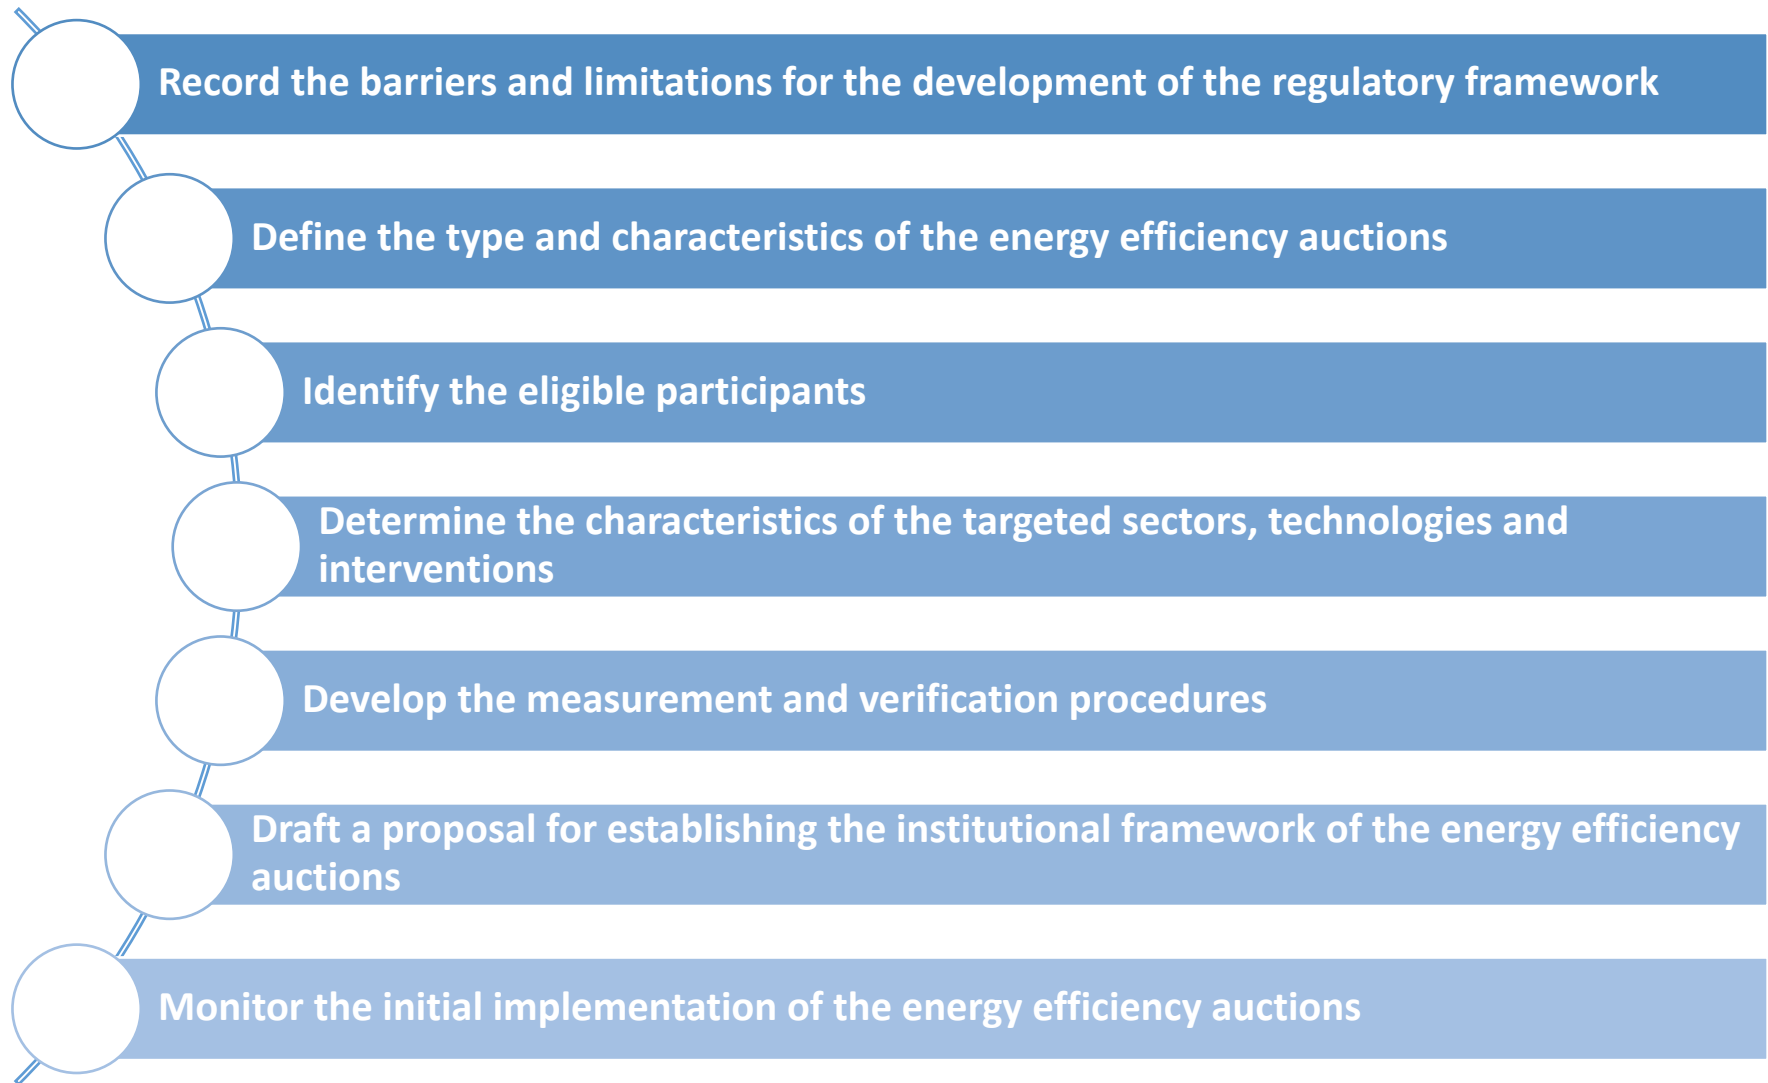 Record the barriers and limitations for the development of the regulatory framework
Define the type and characteristics of the energy efficiency auctions
Identify the eligible participants
Determine the characteristics of the targeted sectors, technologies and
interventions
Develop the measurement and verification procedures
Draft a proposal for establishing the institutional framework of the energy efficiency
auctions
Monitor the initial implementation of the energy efficiency auctions